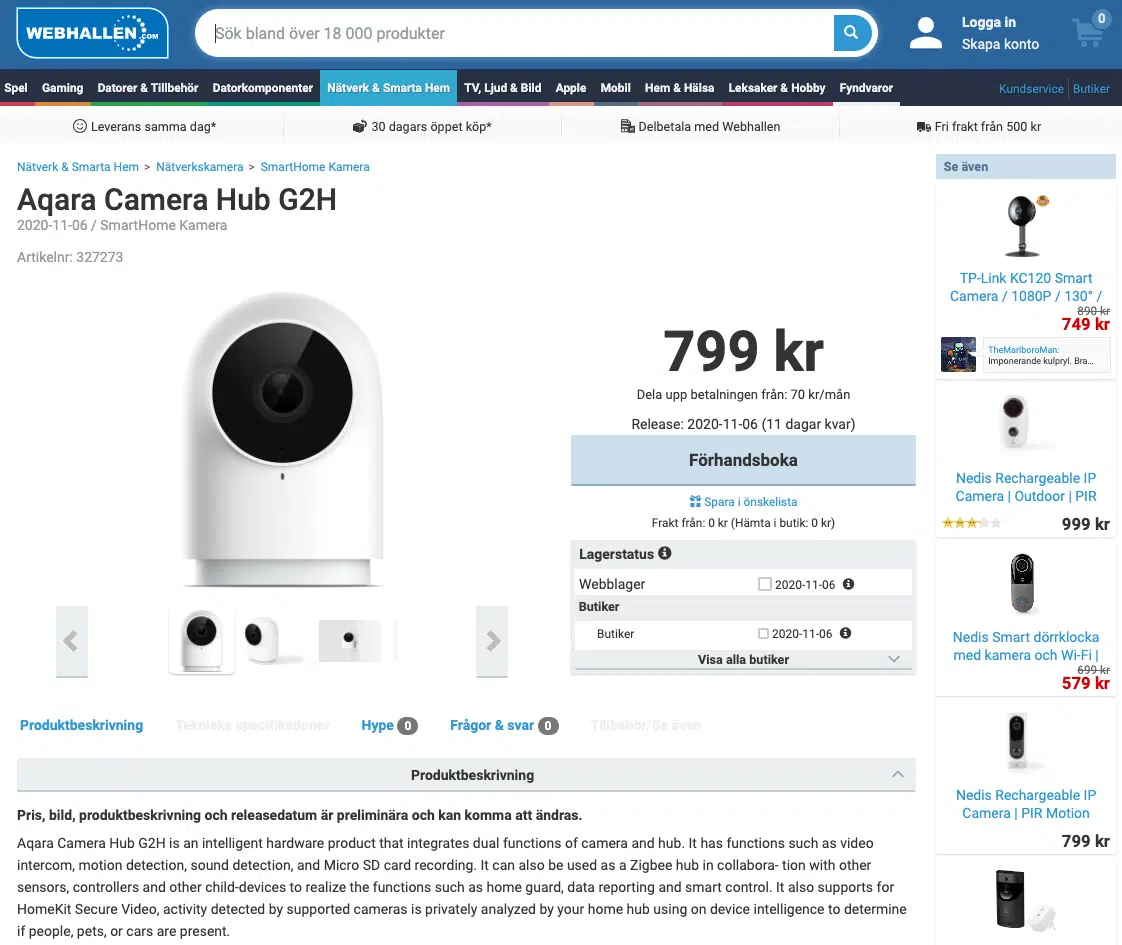 WEBHALLEN.COM
Sök bland över 18 000 produkter
Logga in
Skapa konto
0
Spel Gaming Datorer & Tillbehör Datorkomponenter Nätverk & Smarta Hem TV, Ljud & Bild Apple Mobil Hem & Hälsa Leksaker & Hobby Fyndvaror Kundservice Butiker
Leverans samma dag* 30 dagars öppet köp* Delbetala med Webhallen Fri frakt från 500 kr
Nätverk & Smarta Hem > Nätverkskamera > SmartHome Kamera
Aqara Camera Hub G2H
2020-11-06 / SmartHome Kamera
Artikelnr: 327273
799 kr
Dela upp betalningen från: 70 kr/mån
Release: 2020-11-06 (11 dagar kvar)
Förhandsboka
Spara i önskelista
Frakt från: 0 kr (Hämta i butik: 0 kr)
Lagerstatus
Webblager 2020-11-06
Butiker
Butiker 2020-11-06
Visa alla butiker
Produktbeskrivning Tekniska specifikationer Hype 0 Frågor & svar 0 Tillbehör/Se även
Produktbeskrivning
Pris, bild, produktbeskrivning och releasedatum är preliminära och kan komma att ändras.
Aqara Camera Hub G2H is an intelligent hardware product that integrates dual functions of camera and hub. It has functions such as video
intercom, motion detection, sound detection, and Micro SD card recording. It can also be used as a Zigbee hub in collabora- tion with other
sensors, controllers and other child-devices to realize the functions such as home guard, data reporting and smart control. It also supports for
HomeKit Secure Video, activity detected by supported cameras is privately analyzed by your home hub using on device intelligence to determine
if people, pets, or cars are present.
Se även
TP-Link KC120 Smart
Camera / 1080P / 130° /
890 kr
749 kr
TheMarlboroMan:
Imponerande kulpryl. Bra...
Nedis Rechargeable IP
Camera | Outdoor | PIR
999 kr
Nedis Smart dörrklocka
med kamera och Wi-Fi |
699 kr
579 kr
Nedis Rechargeable IP
Camera | PIR Motion
799 kr